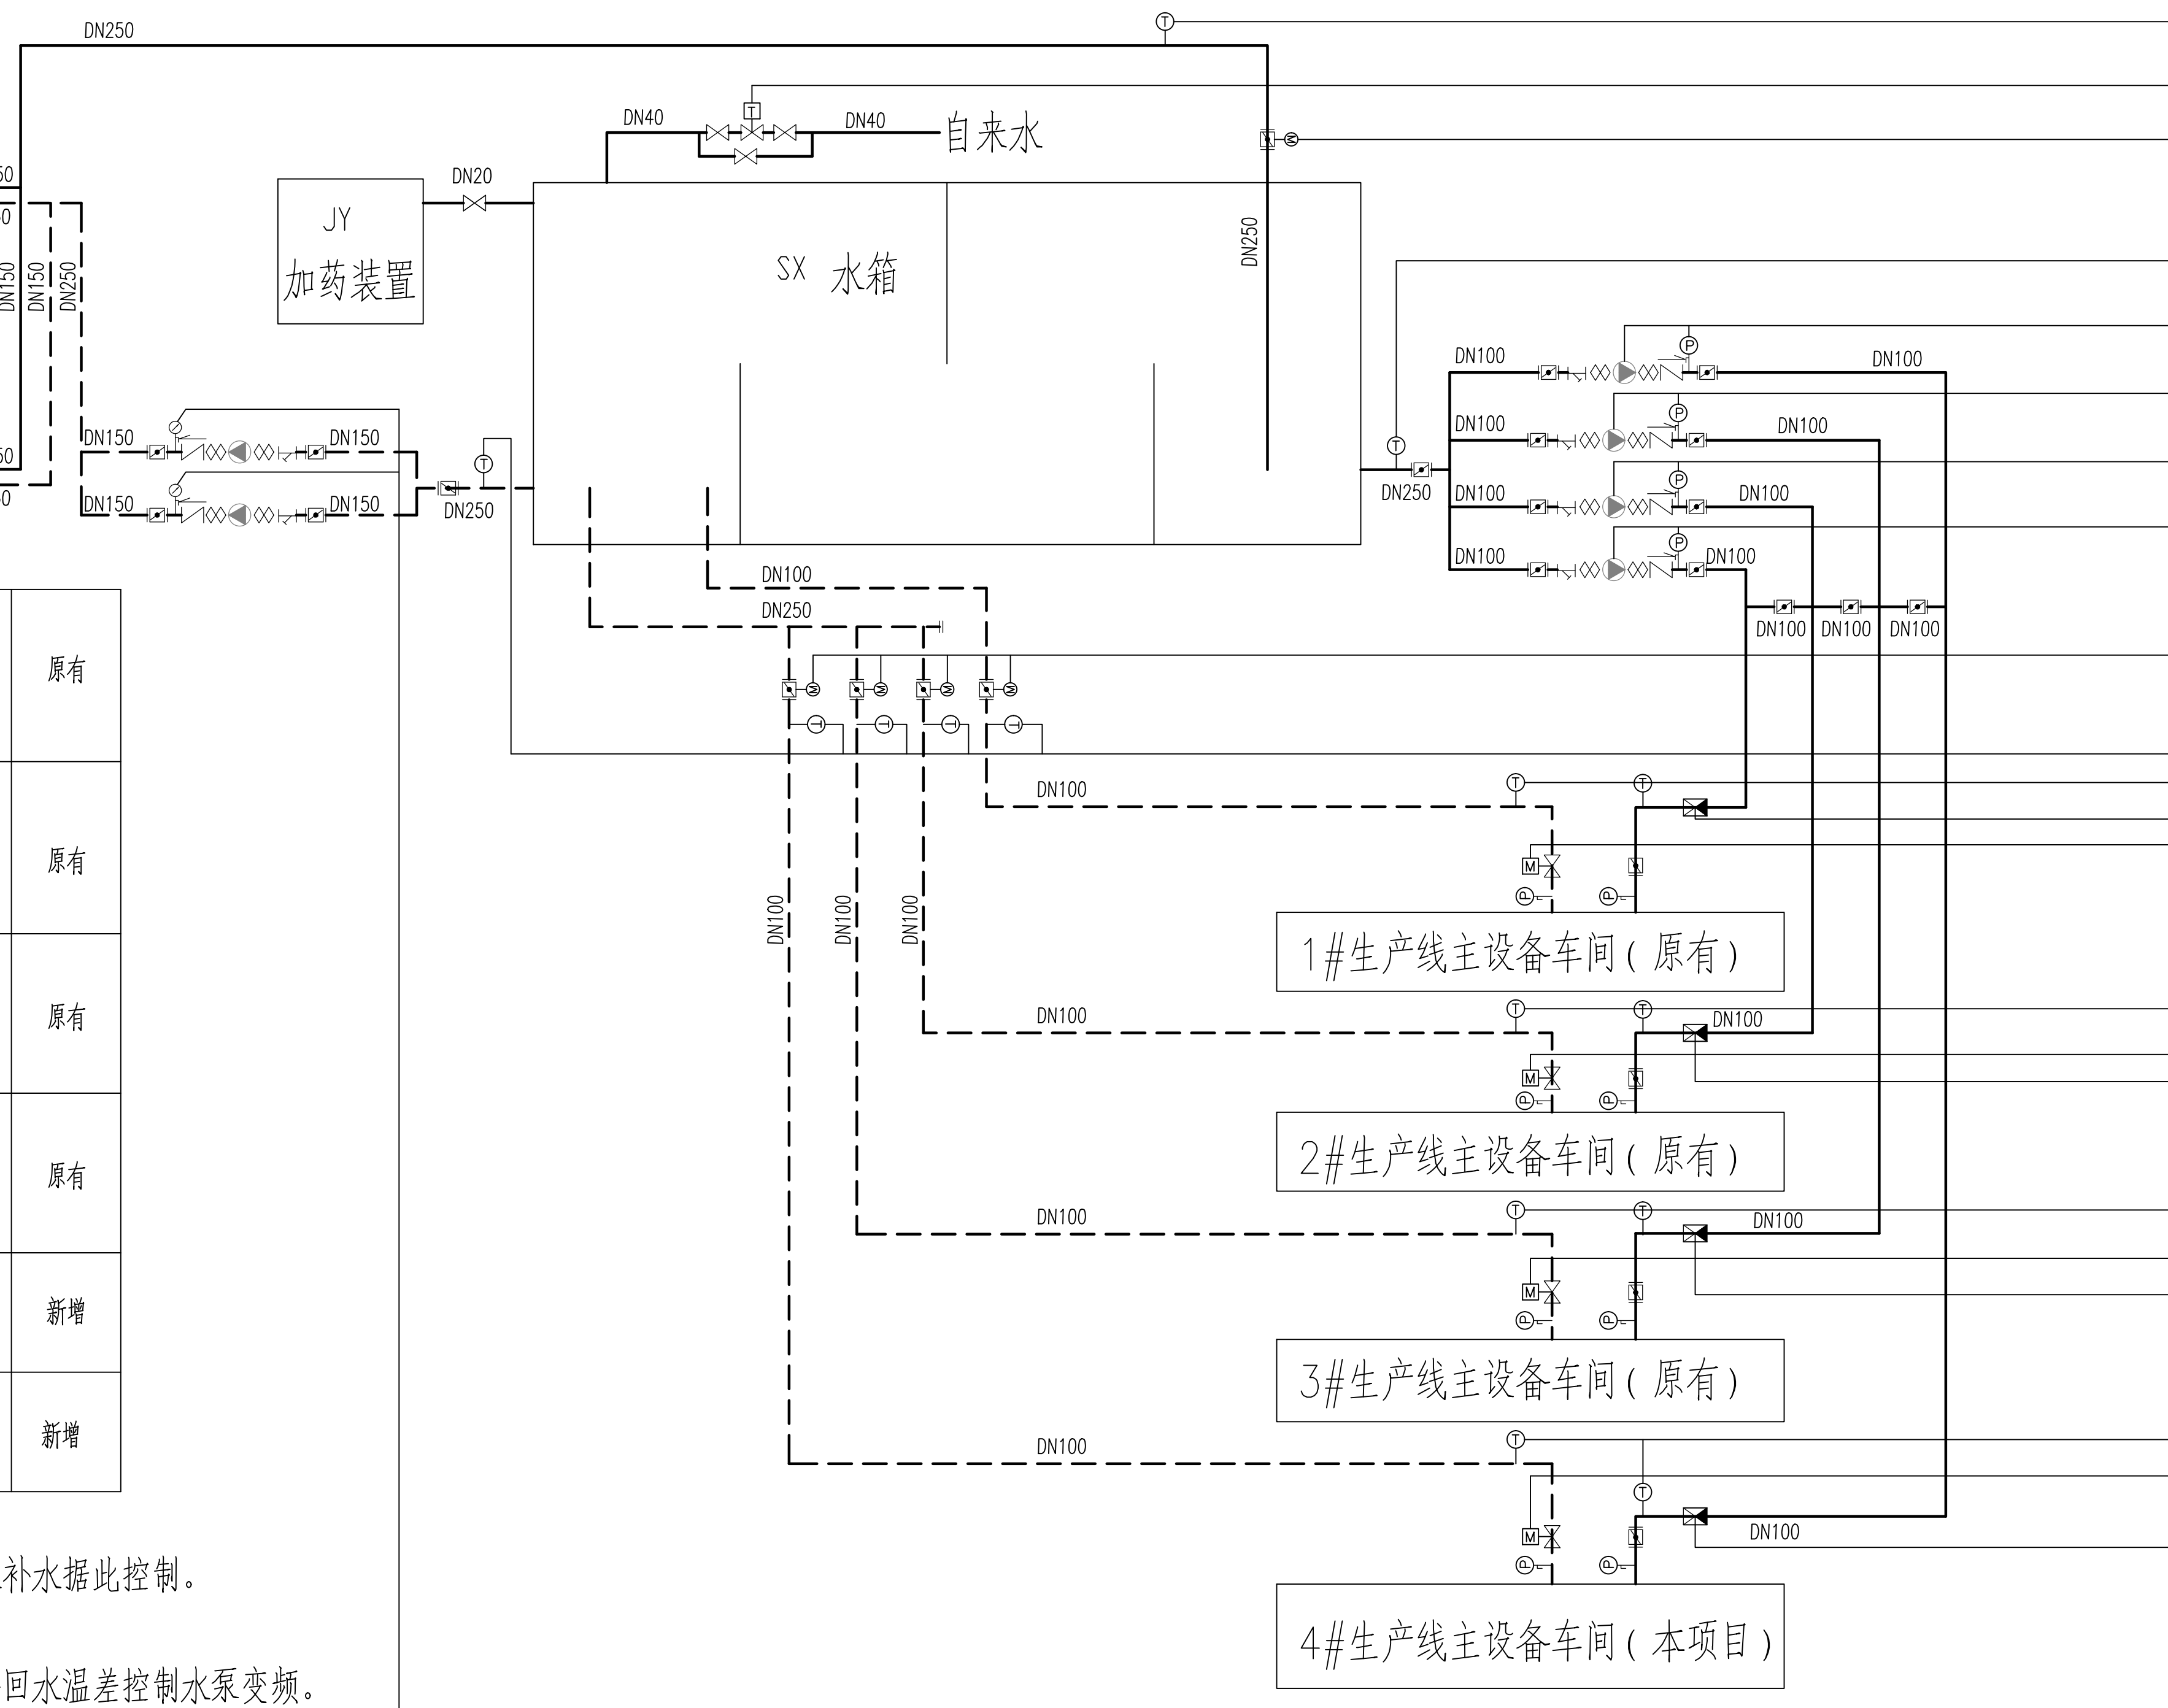 DN250
T
DN40
T
DN40
自来水
M
DN20
JY
加药装置
SX 水箱
DN250
DN150
DN150
DN250
DN100
P
DN100
DN100
P
DN100
DN150
DN150
T
T
DN250
DN100
P
DN100
DN150
DN150
DN250
DN100
P
DN100
DN100
DN250
DN100
DN100
DN100
原有
M
M
M
M
T
T
T
T
DN100
T
T
原有
M
P
P
DN100
DN100
DN100
1#生产线主设备车间(原有)
原有
DN100
T
T
DN100
M
P
P
2#生产线主设备车间(原有)
原有
DN100
T
T
DN100
新增
M
P
P
3#生产线主设备车间(原有)
新增
DN100
T
T
DN100
M
P
P
补水据此控制。
4#生产线主设备车间(本项目)
回水温差控制水泵变频。